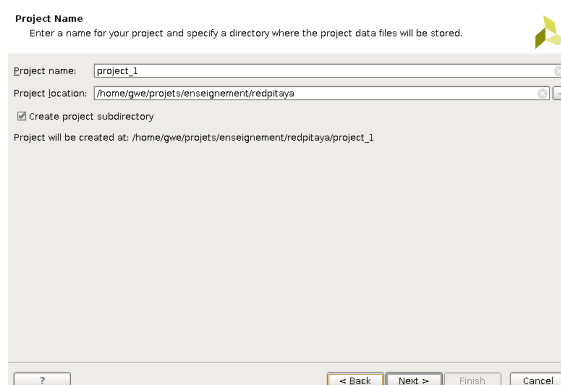 Project Name
Enter a name for your project and specify a directory where the project data files will be stored.
Project name: project_1
Project location: /home/gwe/projets/enseignement/redpitaya
Create project subdirectory
Project will be created at: /home/gwe/projets/enseignement/redpitaya/project_1
? < Back Next > Finish Cancel